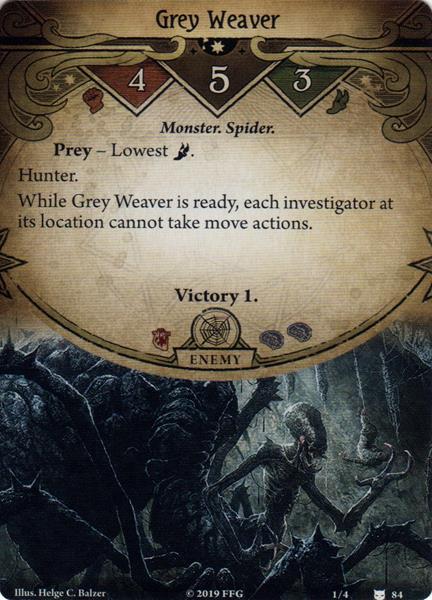 Grey Weaver
4 5 3
Monster. Spider.
Prey – Lowest .
Hunter.
While Grey Weaver is ready, each investigator at
its location cannot take move actions.
Victory 1.
ENEMY
Illus. Helge C. Balzer © 2019 FFG 1/4 84